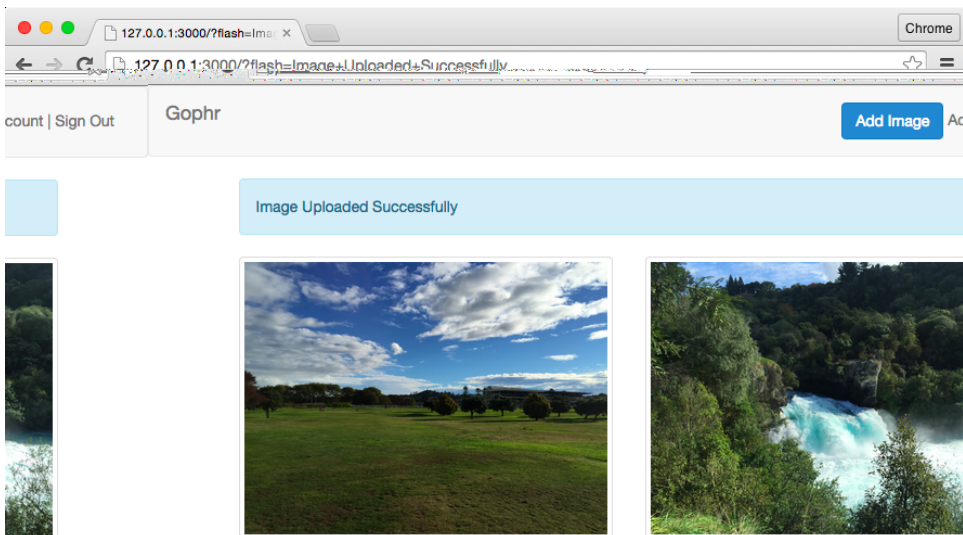 127.0.0.1:3000/?flash=Ima
Chrome
127.0.0.1:3000/?flash=Image+Uploaded+Successfully
count | Sign Out
Gophr
Add Image
Ac
Image Uploaded Successfully